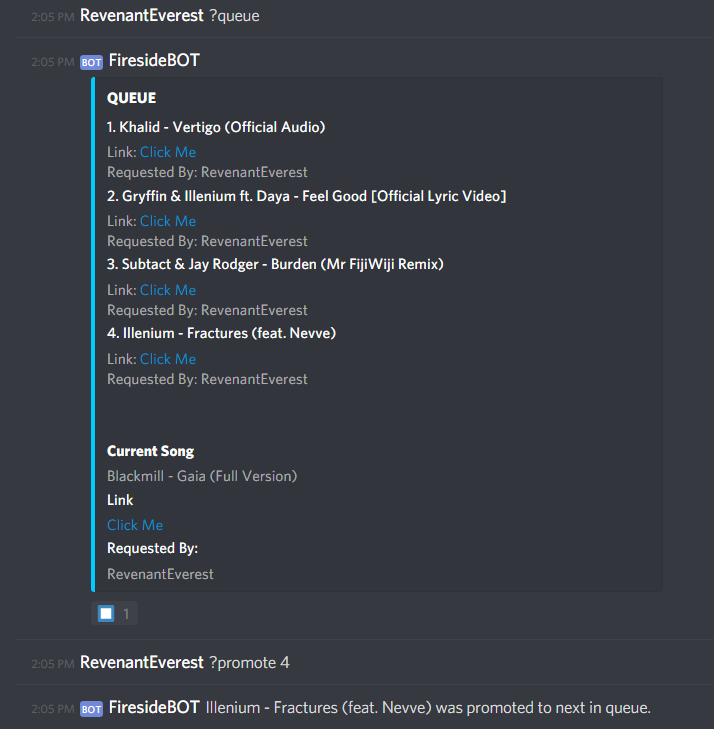 2:05 PM RevenantEverest ?queue
2:05 PM BOT FiresideBOT
QUEUE
1. Khalid - Vertigo (Official Audio)
Link: Click Me
Requested By: RevenantEverest
2. Gryffin & Illenium ft. Daya - Feel Good [Official Lyric Video]
Link: Click Me
Requested By: RevenantEverest
3. Subtact & Jay Rodger - Burden (Mr FijiWiji Remix)
Link: Click Me
Requested By: RevenantEverest
4. Illenium - Fractures (feat. Nevve)
Link: Click Me
Requested By: RevenantEverest
Current Song
Blackmill - Gaia (Full Version)
Link
Click Me
Requested By:
RevenantEverest
1
2:05 PM RevenantEverest ?promote 4
2:05 PM BOT FiresideBOT Illenium - Fractures (feat. Nevve) was promoted to next in queue.